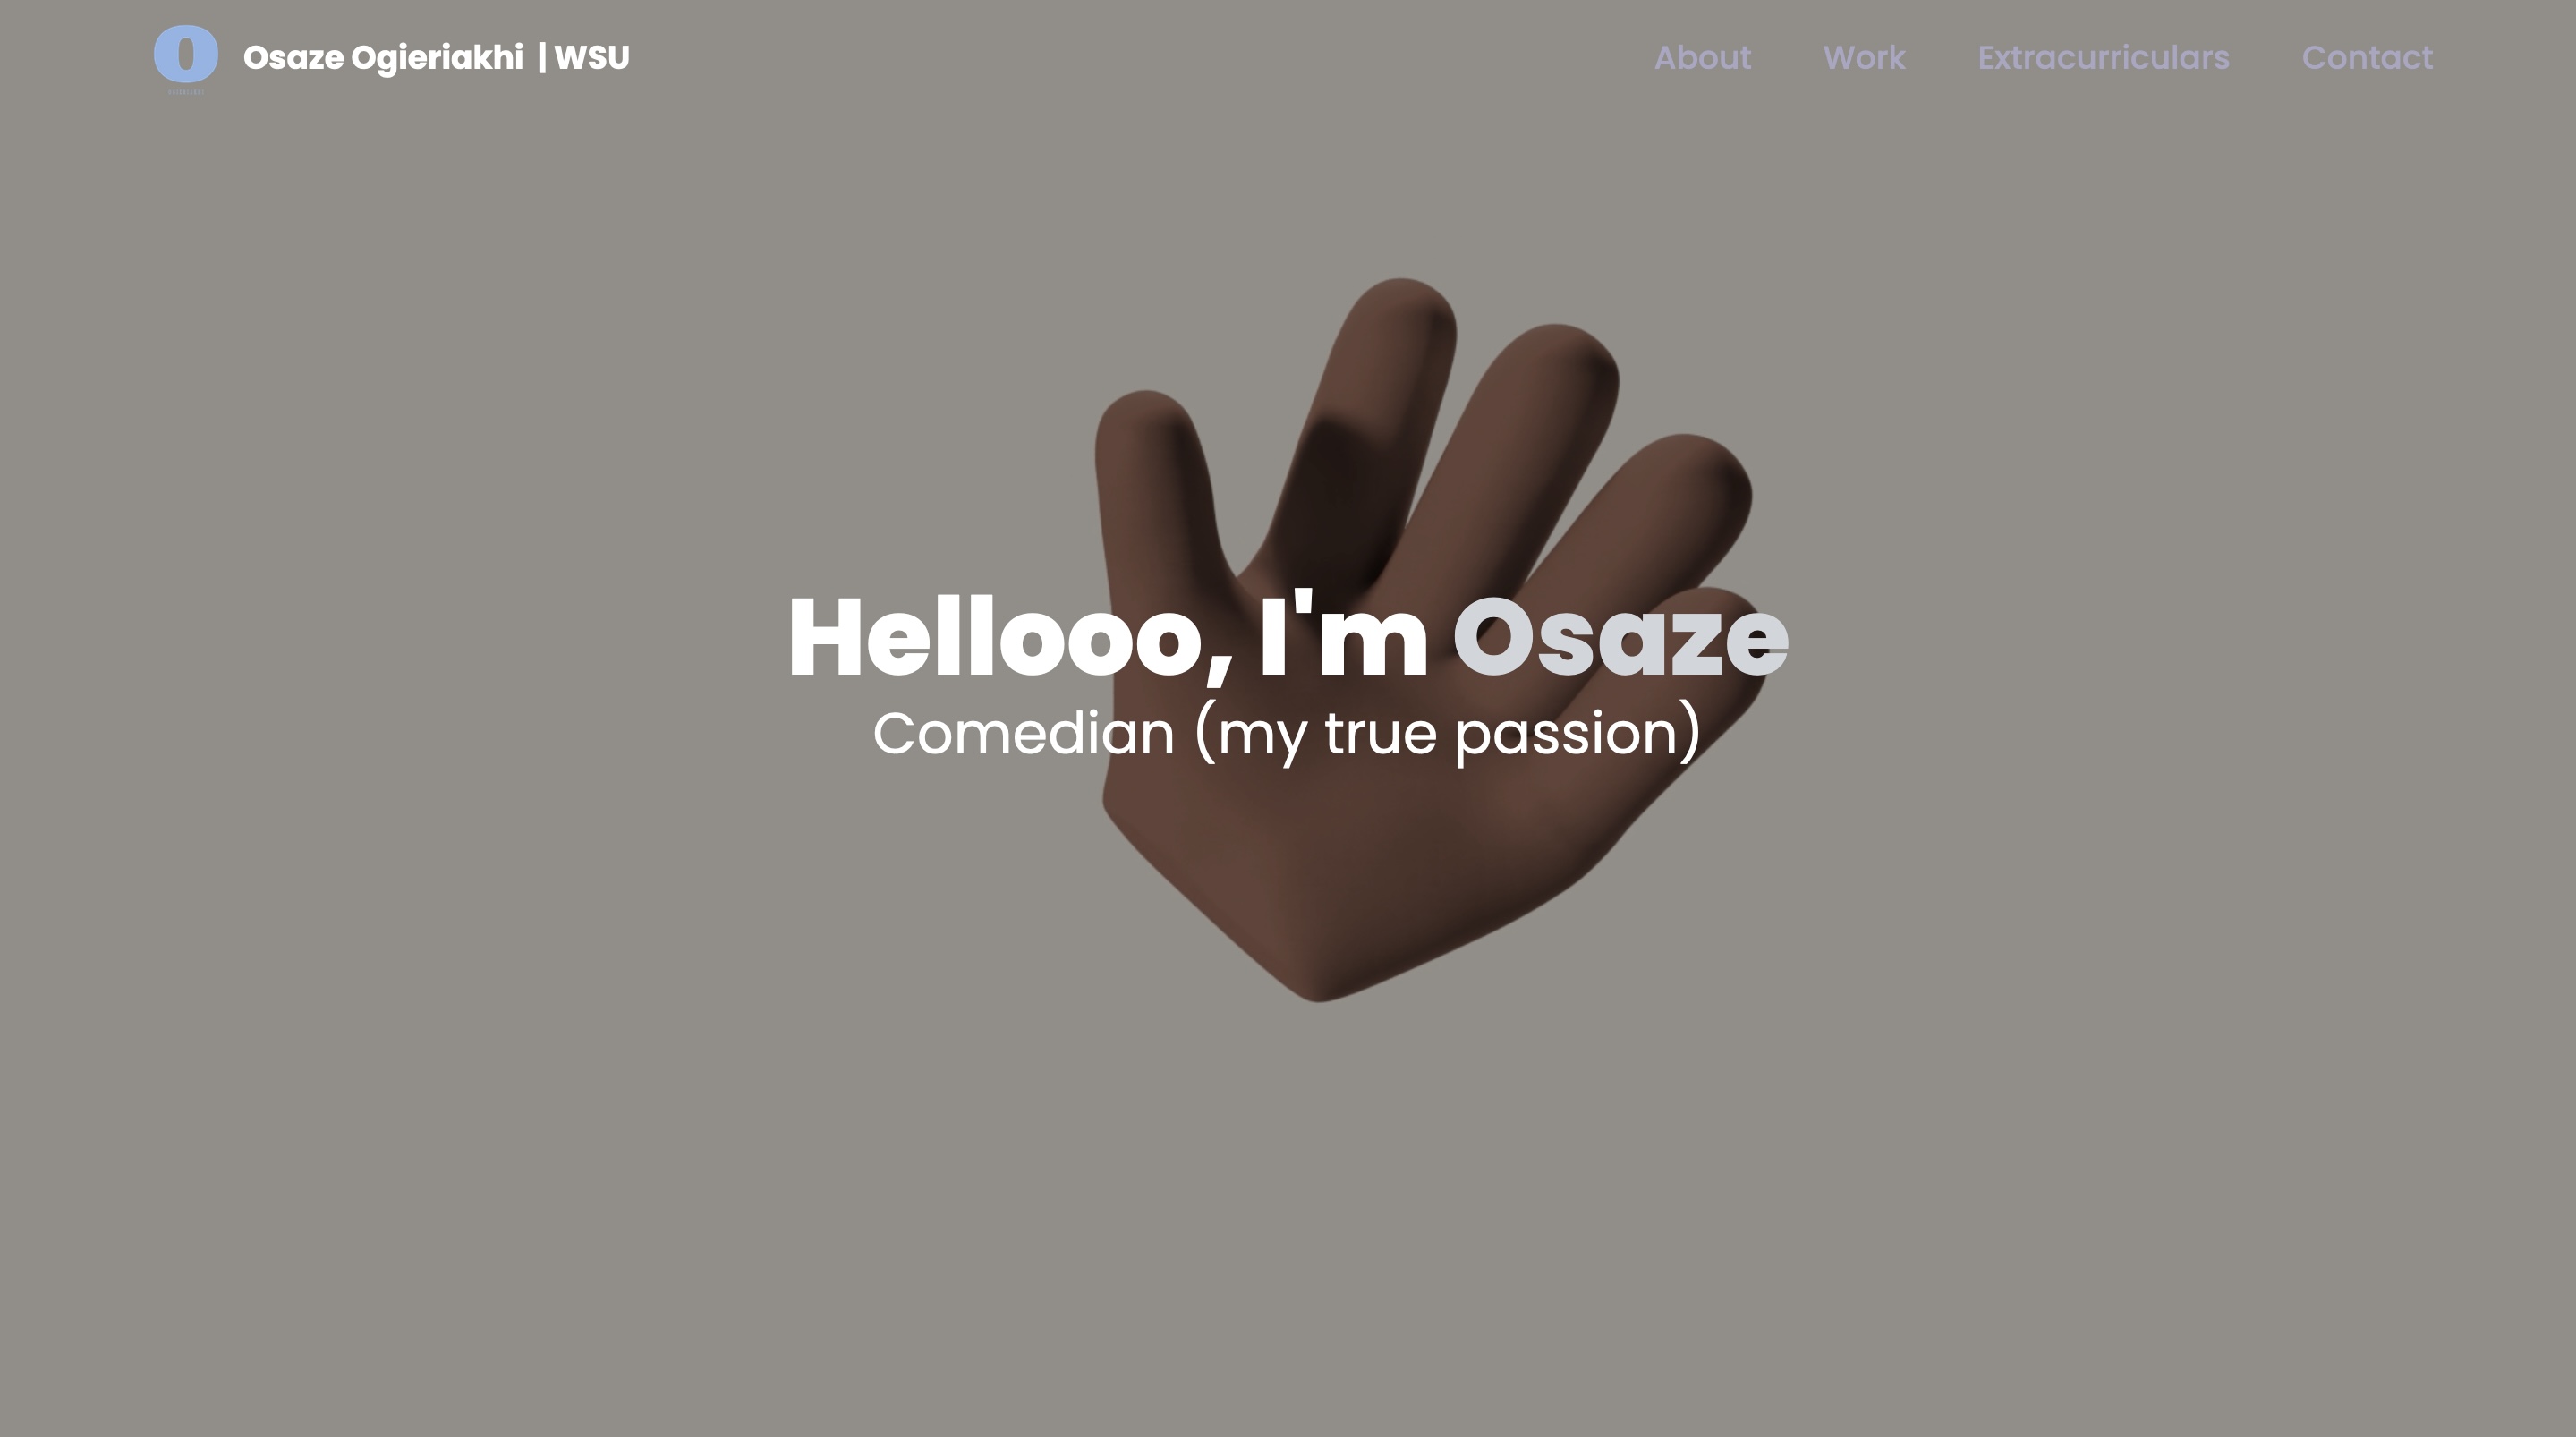 O
Osaze Ogieriakhi | WSU
About Work Extracurriculars Contact
Hellooo, I'm Osaze
Comedian (my true passion)